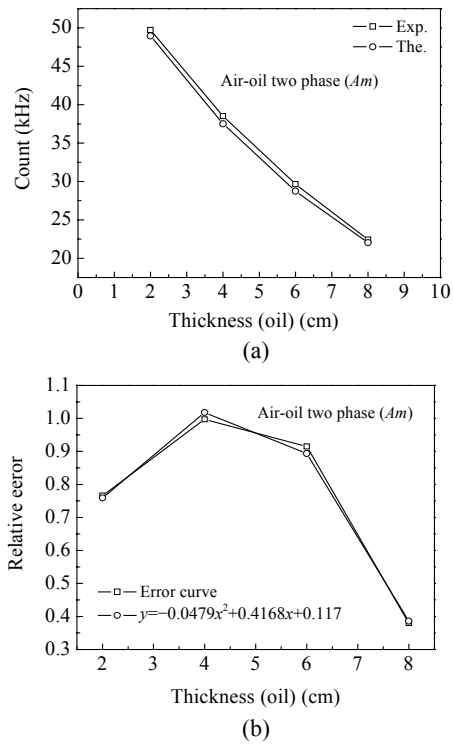 50
45
40
35
30
25
20
Count (kHz)
Exp.
The.
Air-oil two phase (Am)
0 1 2 3 4 5 6 7 8 9 10
Thickness (oil) (cm)
(a)
1.1
1.0
0.9
0.8
0.7
0.6
0.5
0.4
0.3
Relative eeror
Air-oil two phase (Am)
Error curve
y=−0.0479x²+0.4168x+0.117
2 3 4 5 6 7 8
Thickness (oil) (cm)
(b)